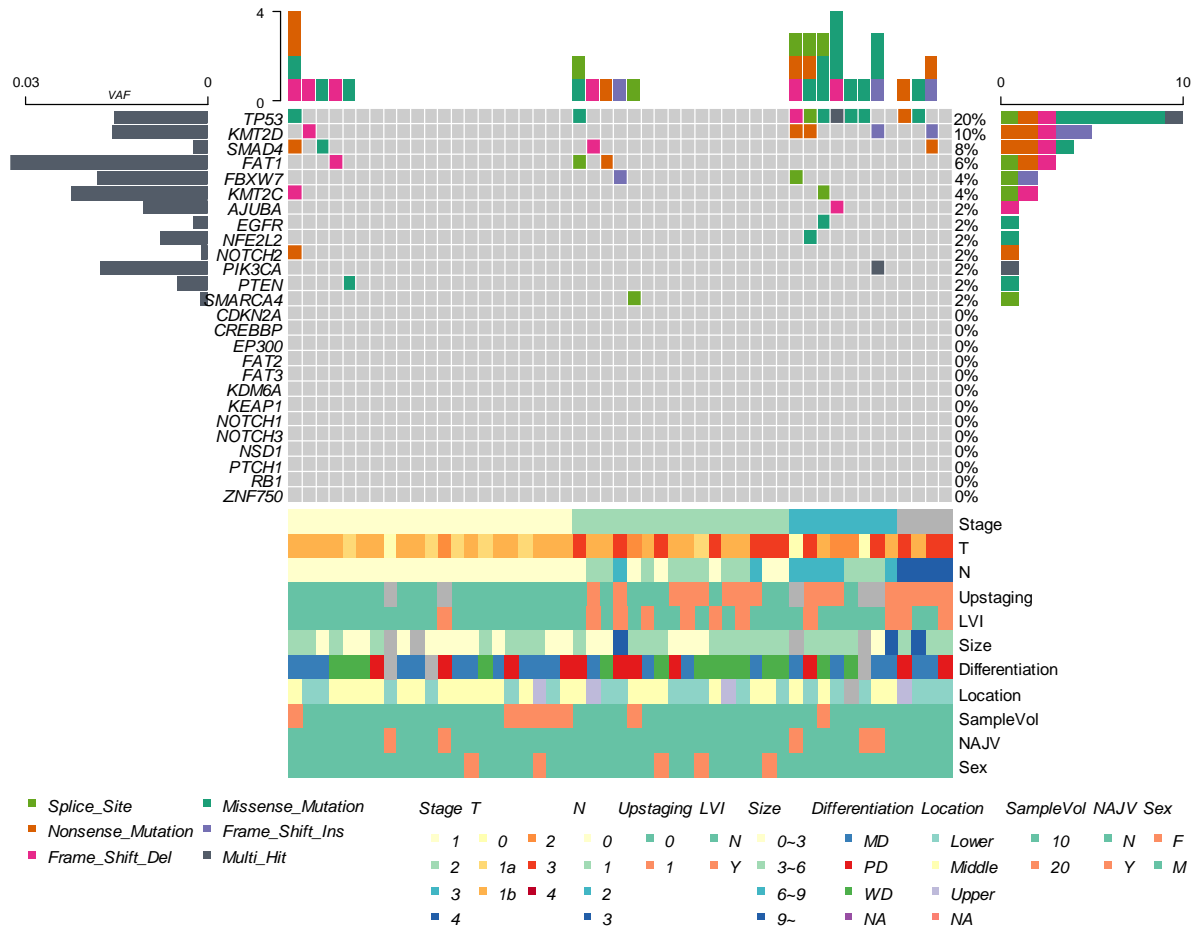 4
0
0.03 0
VAF
0 10
TP53 20%
KMT2D 10%
SMAD4 8%
FAT1 6%
FBXW7 4%
KMT2C 4%
AJUBA 2%
EGFR 2%
NFE2L2 2%
NOTCH2 2%
PIK3CA 2%
PTEN 2%
SMARCA4 2%
CDKN2A 0%
CREBBP 0%
EP300 0%
FAT2 0%
FAT3 0%
KDM6A 0%
KEAP1 0%
NOTCH1 0%
NOTCH3 0%
NSD1 0%
PTCH1 0%
RB1 0%
ZNF750 0%
Stage
T
N
Upstaging
LVI
Size
Differentiation
Location
SampleVol
NAJV
Sex
Splice_Site Missense_Mutation
Nonsense_Mutation Frame_Shift_Ins
Frame_Shift_Del Multi_Hit
Stage T N Upstaging LVI Size Differentiation Location SampleVol NAJV Sex
1 0 2 0 0 N 0~3 MD Lower 10 N F
2 1a 3 1 1 Y 3~6 PD Middle 20 Y M
3 1b 4 2 6~9 WD Upper
4 3 9~ NA NA